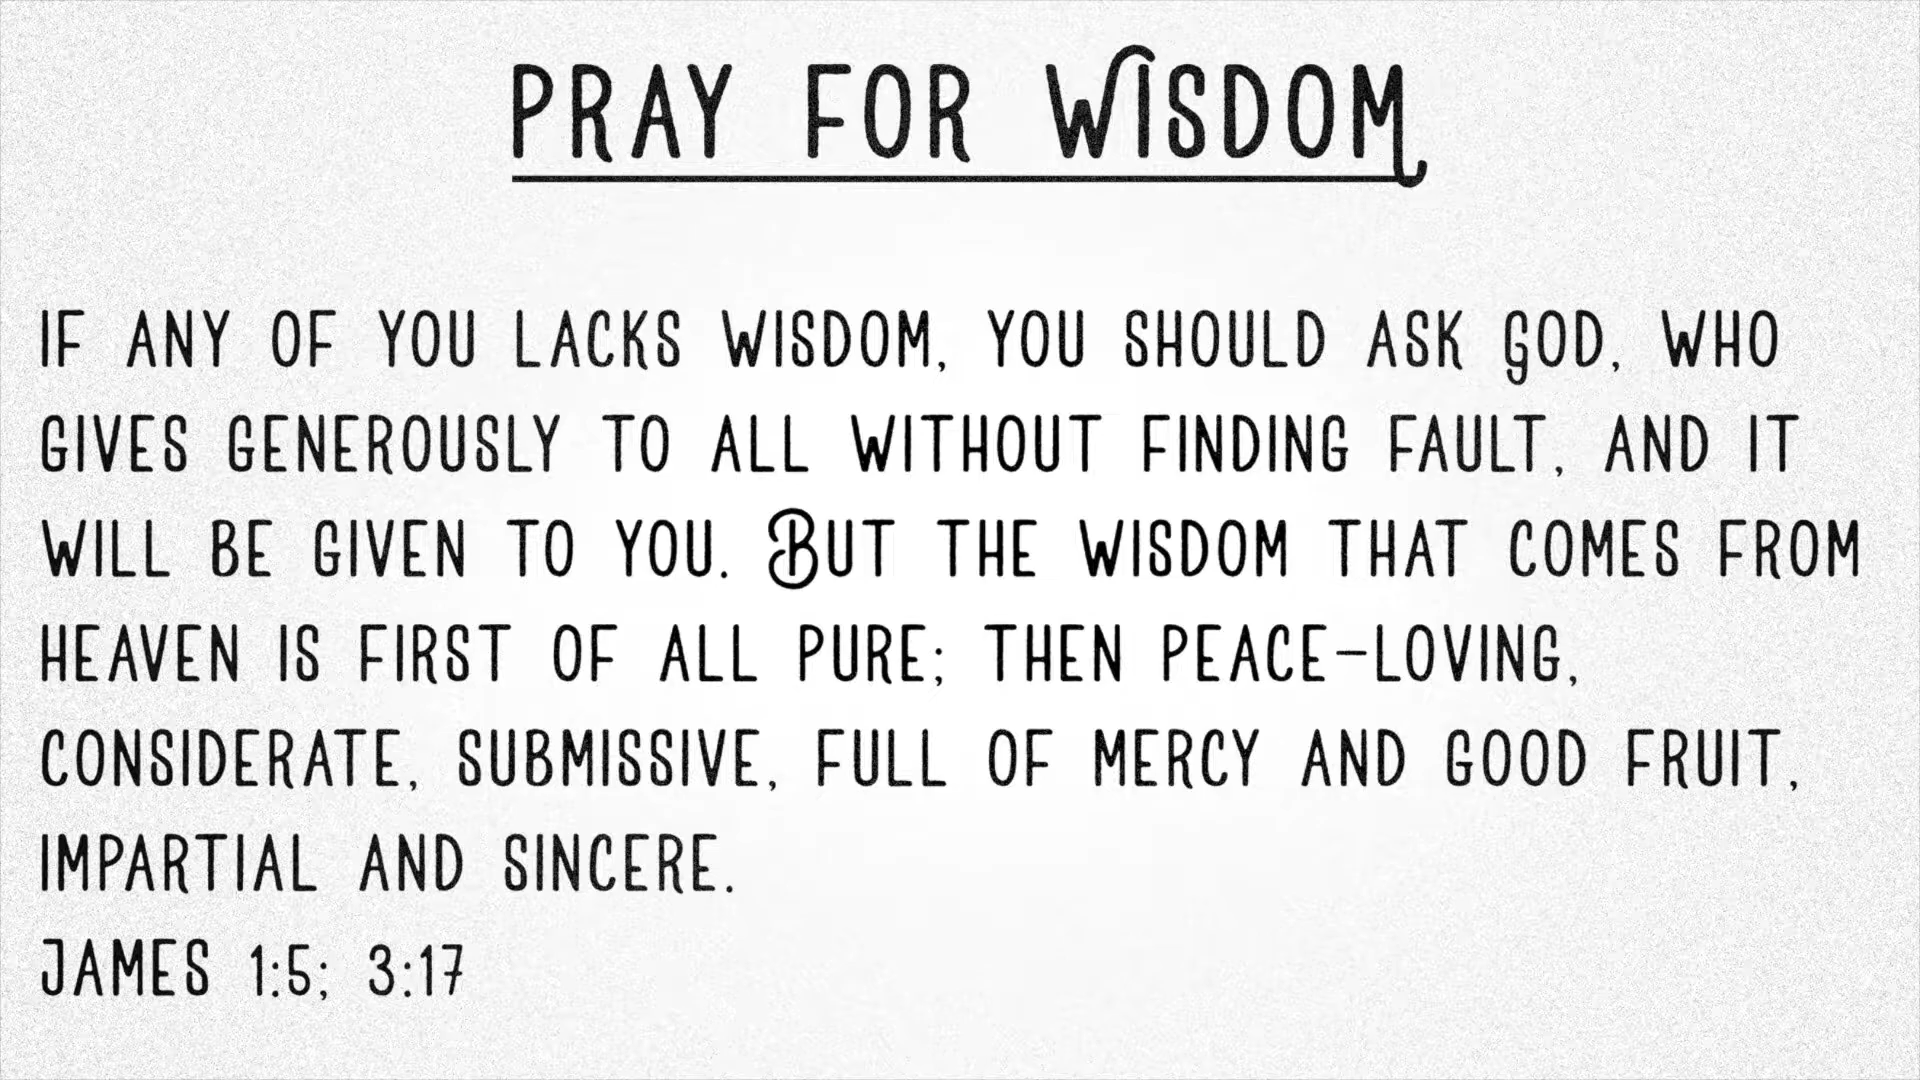 PRAY FOR WISDOM
IF ANY OF YOU LACKS WISDOM, YOU SHOULD ASK GOD, WHO
GIVES GENEROUSLY TO ALL WITHOUT FINDING FAULT, AND IT
WILL BE GIVEN TO YOU. BUT THE WISDOM THAT COMES FROM
HEAVEN IS FIRST OF ALL PURE; THEN PEACE-LOVING,
CONSIDERATE, SUBMISSIVE, FULL OF MERCY AND GOOD FRUIT,
IMPARTIAL AND SINCERE.
JAMES 1:5; 3:17